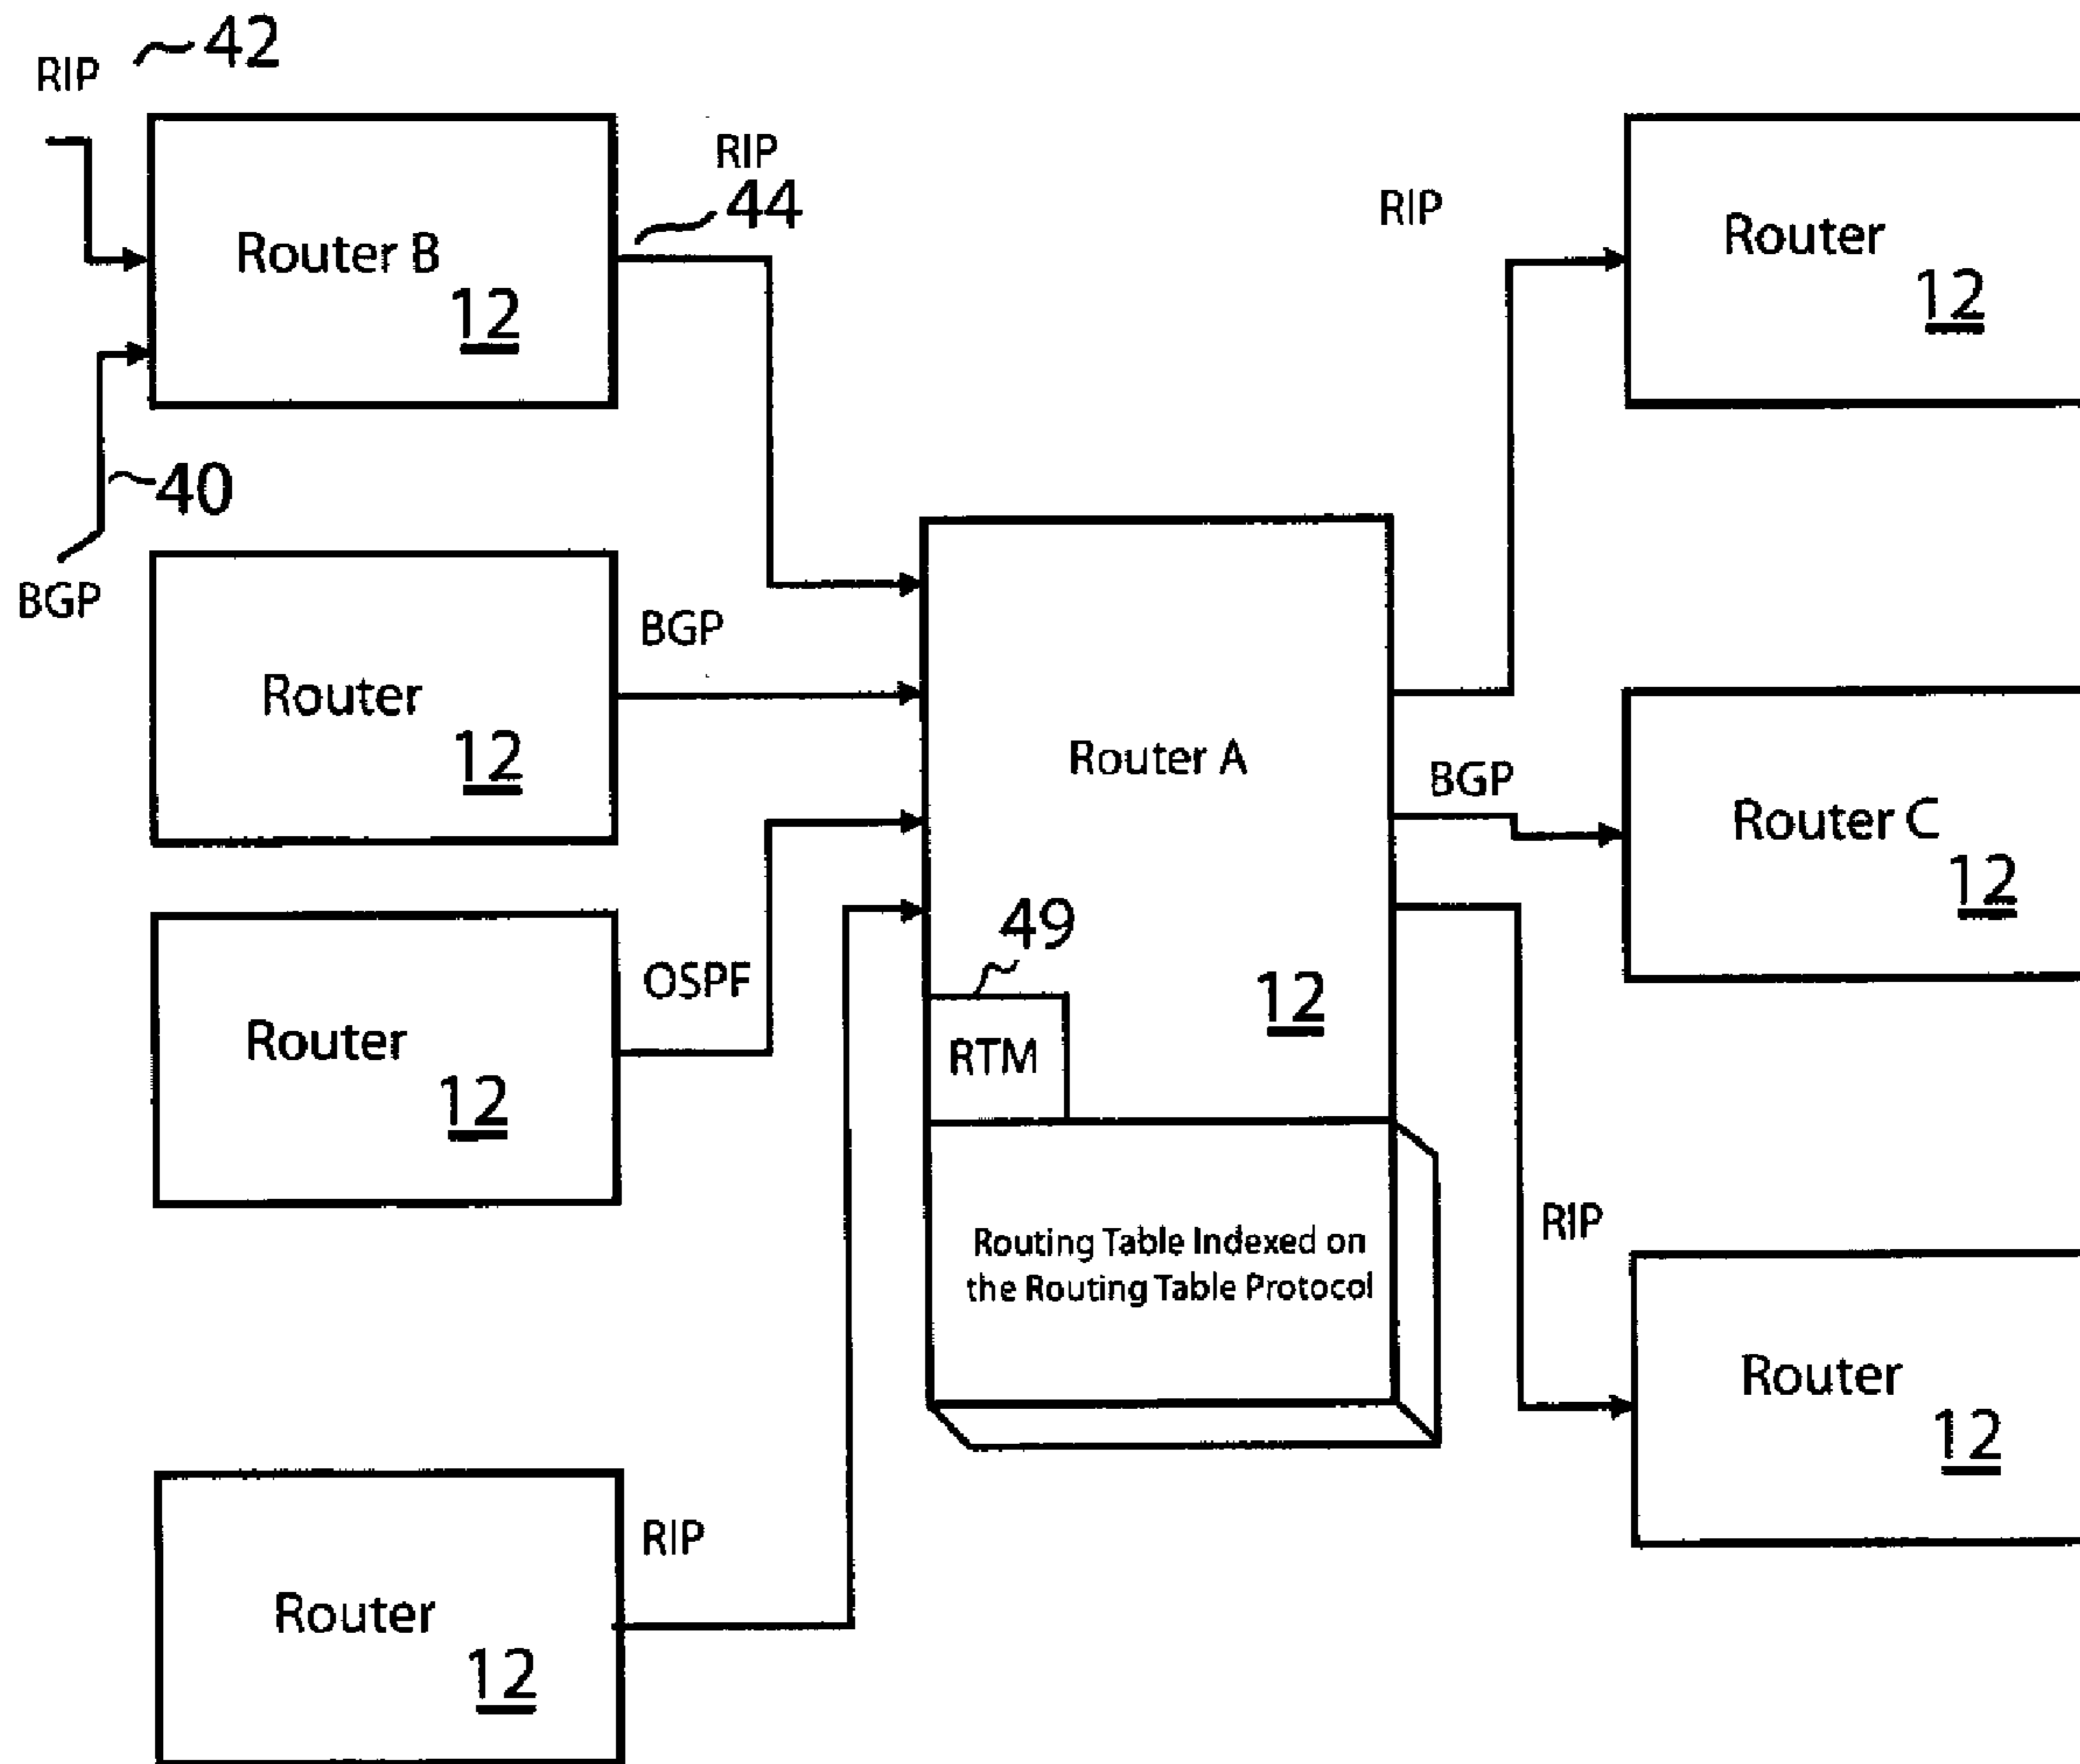 RIP
42
Router B
12
RIP
44
RIP
Router
12
40
BGP
Router
12
BGP
Router A
12
BGP
Router C
12
Router
12
OSPF
49
RTM
Routing Table Indexed on
the Routing Table Protocol
RIP
Router
12
Router
12
RIP